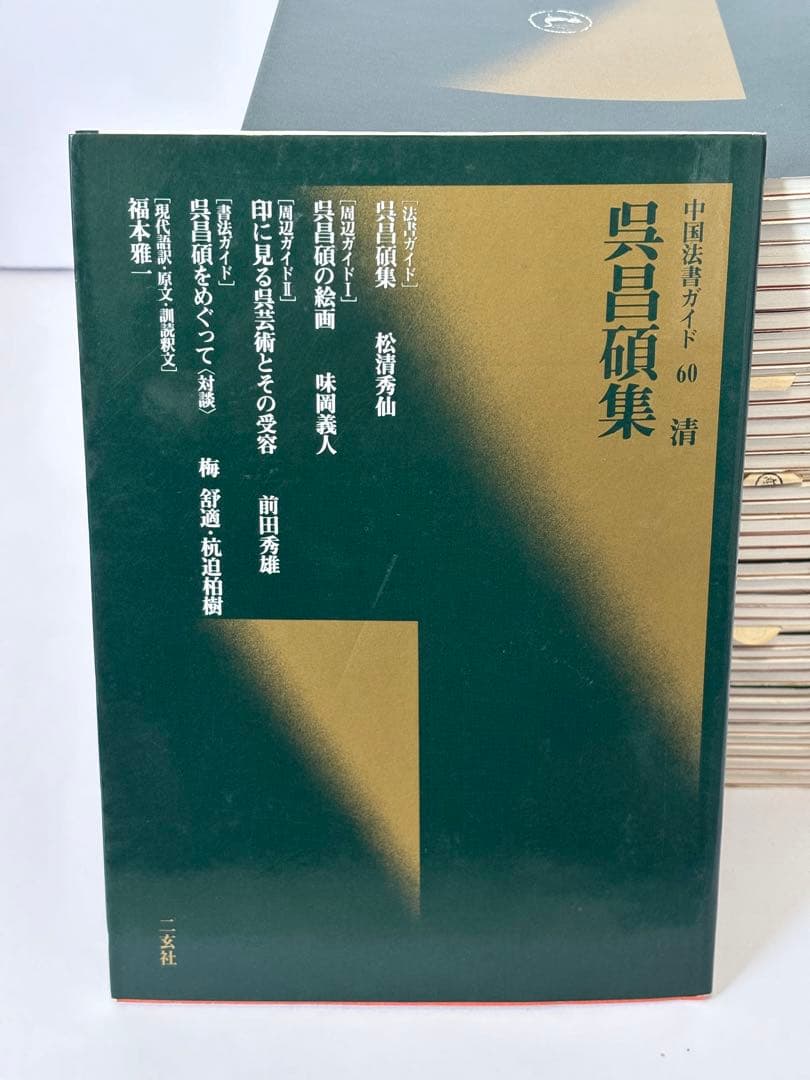 中国法書ガイド 60 清
呉昌碩集
[法書ガイド]
呉昌碩集 松清秀仙
[周辺ガイドⅠ]
呉昌碩の絵画 味岡義人
[周辺ガイドⅡ]
印に見る呉芸術とその受容 前田秀雄
[書法ガイド]
呉昌碩をめぐって〈対談〉 梅 舒適・杭迫柏樹
[現代語訳・原文・訓読釈文]
福本雅一
二玄社